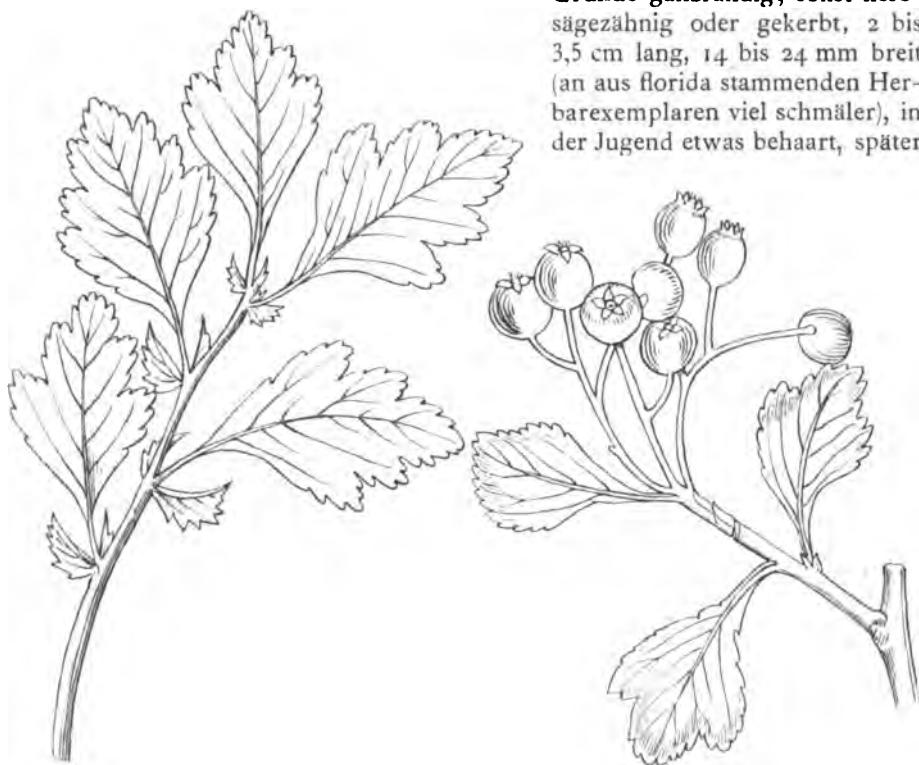 Grunde ganzrandig, sonst
sägezähnig oder gekerbt, 2 bis
3,5 cm lang, 14 bis 24 mm breit
(an aus florida stammenden Her-
barexemplaren viel schmäler), in
der Jugend etwas behaart, später